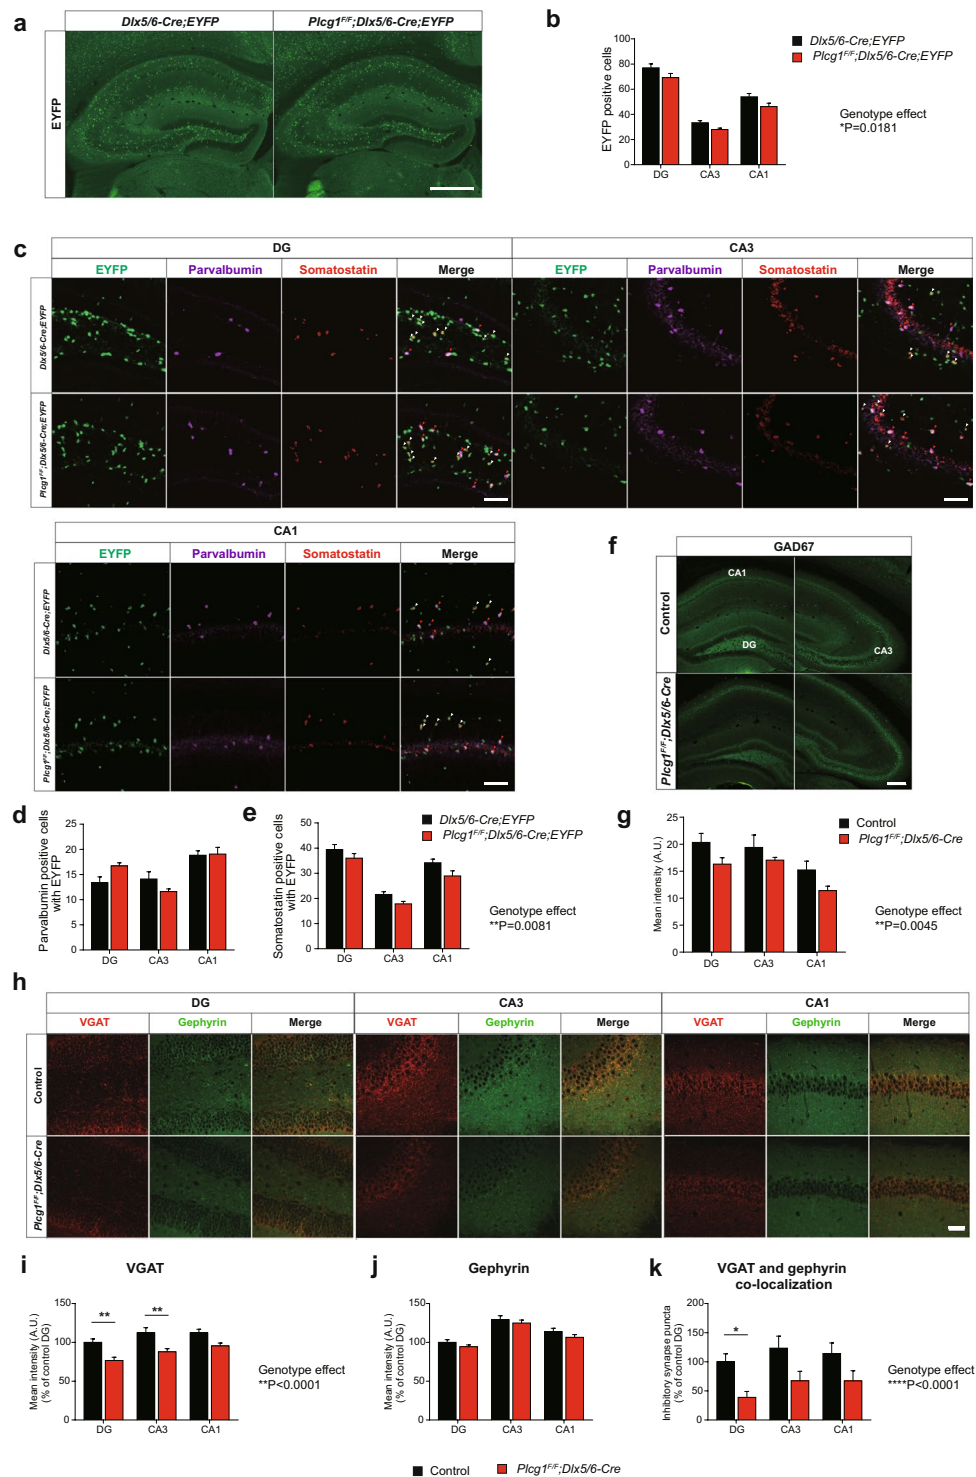 a
Dlx5/6-Cre;EYFP
Plcg1F/F;Dlx5/6-Cre;EYFP
EYFP
b
Dlx5/6-Cre;EYFP
Plcg1F/F;Dlx5/6-Cre;EYFP
EYFP positive cells
100
80
60
40
20
0
DG CA3 CA1
Genotype effect
*P=0.0181
c
DG
CA3
EYFP Parvalbumin Somatostatin Merge EYFP Parvalbumin Somatostatin Merge
Dlx5/6-Cre;EYFP
Plcg1F/F;Dlx5/6-Cre;EYFP
CA1
EYFP Parvalbumin Somatostatin Merge
Dlx5/6-Cre;EYFP
Plcg1F/F;Dlx5/6-Cre;EYFP
f
GAD67
Control
CA1
DG
CA3
Plcg1F/F;Dlx5/6-Cre
d
Parvalbumin positive cells
with EYFP
25
20
15
10
5
0
DG CA3 CA1
e
Dlx5/6-Cre;EYFP
Plcg1F/F;Dlx5/6-Cre;EYFP
Somatostatin positive cells
with EYFP
50
40
30
20
10
0
DG CA3 CA1
Genotype effect
**P=0.0081
g
Control
Plcg1F/F;Dlx5/6-Cre
Mean intensity (A.U.)
25
20
15
10
5
0
DG CA3 CA1
Genotype effect
**P=0.0045
h
DG
CA3
CA1
VGAT Gephyrin Merge VGAT Gephyrin Merge VGAT Gephyrin Merge
Control
Plcg1F/F;Dlx5/6-Cre
i
VGAT
Mean intensity (A.U.)
(% of control DG)
150
100
50
0
** **
DG CA3 CA1
Genotype effect
**P<0.0001
j
Gephyrin
Mean intensity (A.U.)
(% of control DG)
150
100
50
0
DG CA3 CA1
k
VGAT and gephyrin
co-localization
Inhibitory synapse puncta
(% of control DG)
200
150
100
50
0
*
DG CA3 CA1
Genotype effect
****P<0.0001
Control
Plcg1F/F;Dlx5/6-Cre